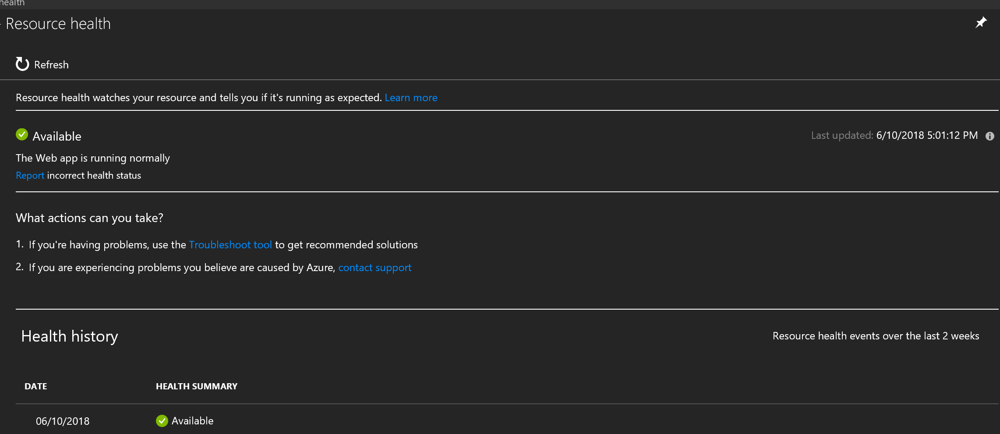 health
Resource health
Refresh
Resource health watches your resource and tells you if it's running as expected. Learn more
Available
Last updated: 6/10/2018 5:01:12 PM
The Web app is running normally
Report incorrect health status
What actions can you take?
1. If you're having problems, use the Troubleshoot tool to get recommended solutions
2. If you are experiencing problems you believe are caused by Azure, contact support
Health history
Resource health events over the last 2 weeks
DATE HEALTH SUMMARY
06/10/2018 Available